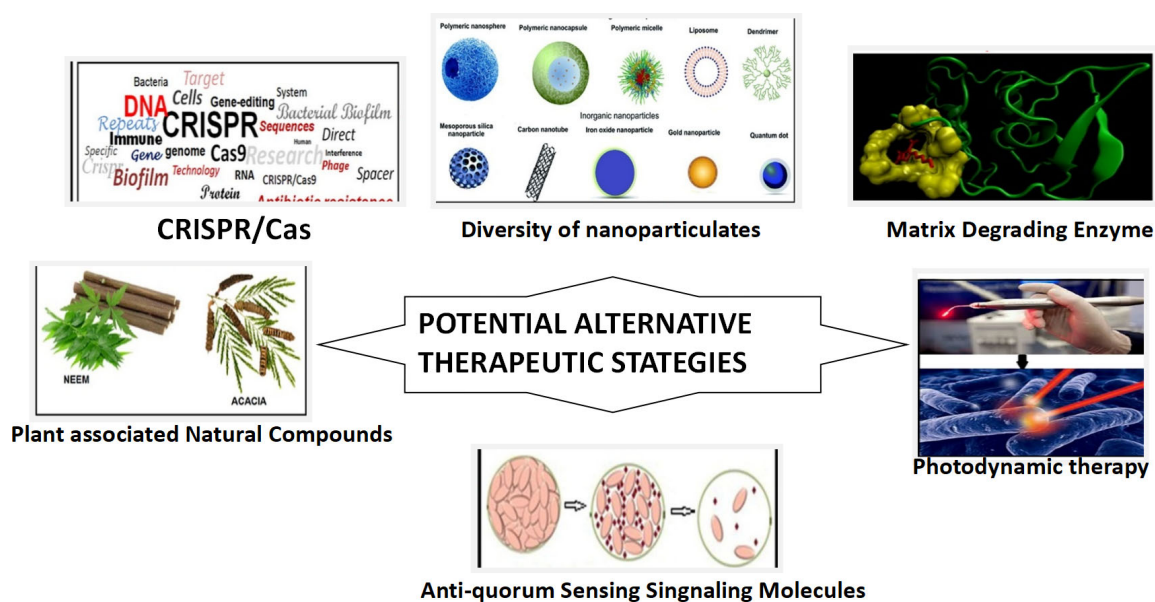 Polymeric nanosphere
Polymeric nanocapsule
Polymeric micelle
Liposome
Dendrimer
Inorganic nanoparticles
Mesoporous silica
nanoparticle
Carbon nanotube
Iron oxide nanoparticle
Gold nanoparticle
Quantum dot
Bacteria
Target
System
DNA
Cells
Gene-editing
Bacterial Biofilm
Repeats
CRISPR
Sequences
Direct
Immune
Human
Specific
Gene
genome
Cas9
Research
Interference
Crispr
Biofilm
Technology
RNA
CRISPR/Cas9
Phage
Spacer
Protein
Antibiotic resistance
CRISPR/Cas
Diversity of nanoparticulates
Matrix Degrading Enzyme
NEEM
ACACIA
Plant associated Natural Compounds
POTENTIAL ALTERNATIVE
THERAPEUTIC STATEGIES
Photodynamic therapy
Anti-quorum Sensing Singnaling Molecules